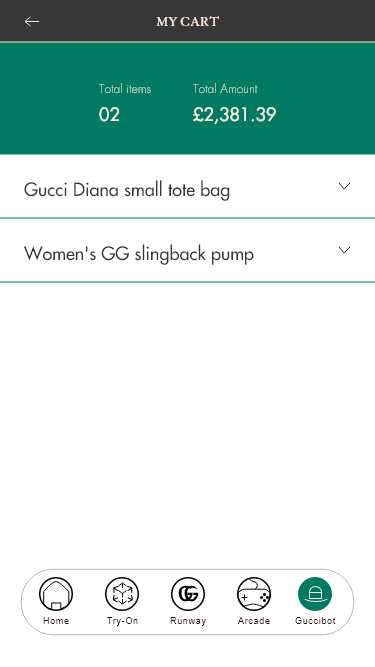 MY CART
Total items Total Amount
02 £2,381.39
Gucci Diana small tote bag
Women's GG slingback pump
Home Try-On Runway Arcade Guccibot